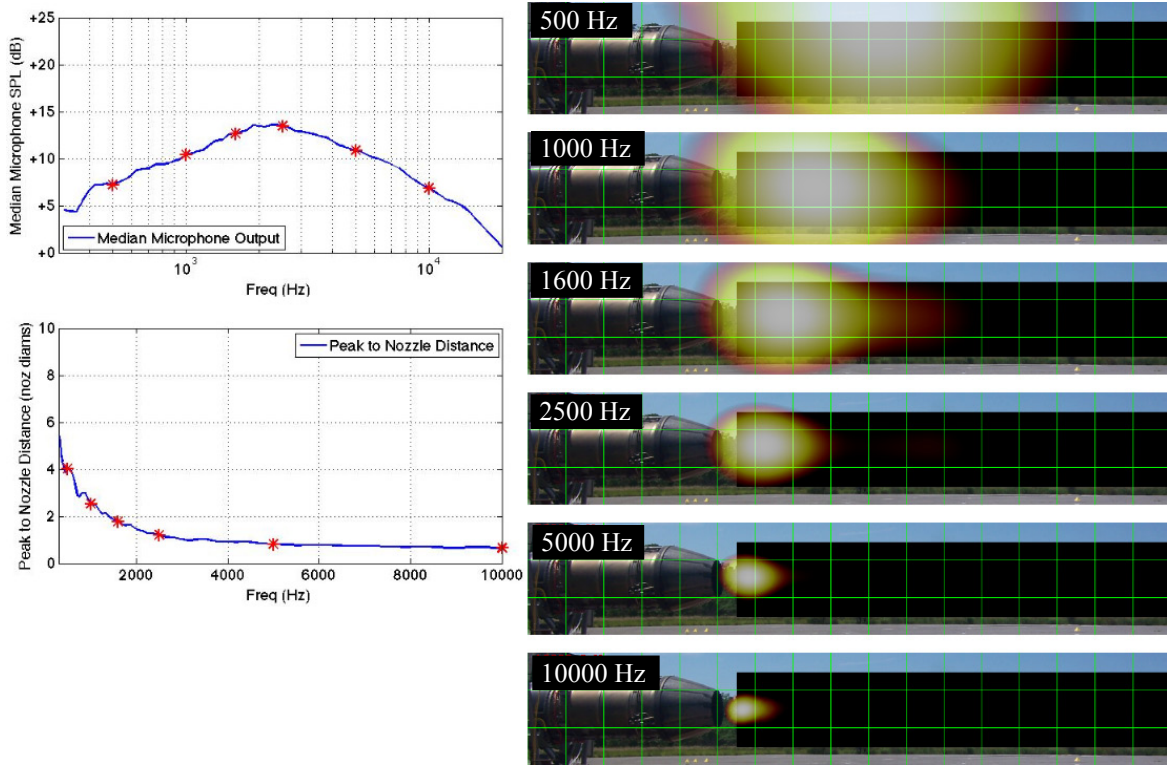 +25
+20
+15
+10
+5
+0
Median Microphone SPL (dB)
Median Microphone Output
10³
10⁴
Freq (Hz)
10
8
6
4
2
0
Peak to Nozzle Distance (noz diams)
Peak to Nozzle Distance
2000
4000
6000
8000
10000
Freq (Hz)
500 Hz
1000 Hz
1600 Hz
2500 Hz
5000 Hz
10000 Hz